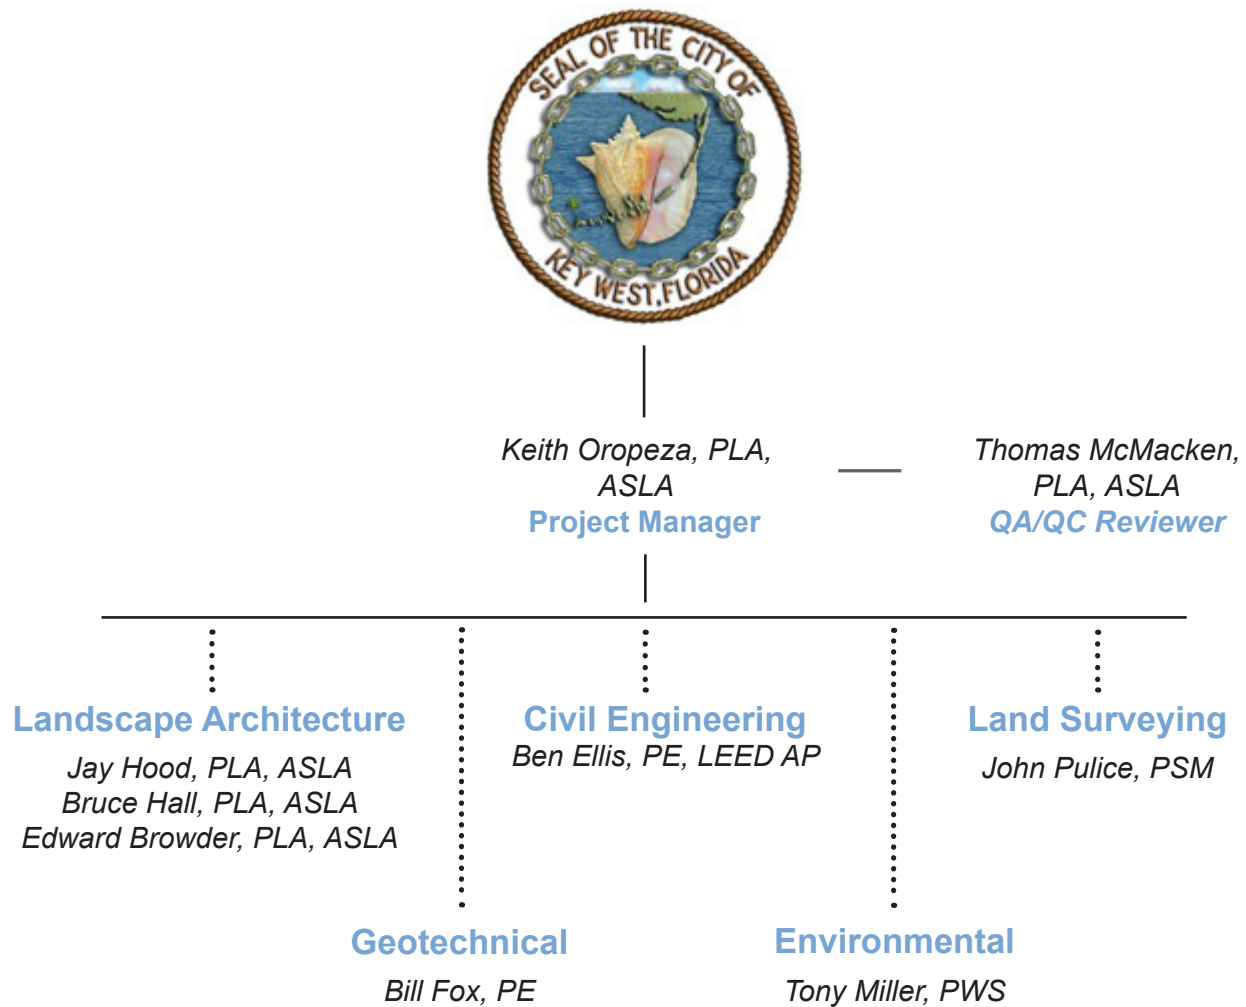 SEAL OF THE CITY OF
KEY WEST, FLORIDA
Keith Oropeza, PLA,
ASLA
Project Manager
Thomas McMacken,
PLA, ASLA
QA/QC Reviewer
Landscape Architecture
Jay Hood, PLA, ASLA
Bruce Hall, PLA, ASLA
Edward Browder, PLA, ASLA
Civil Engineering
Ben Ellis, PE, LEED AP
Land Surveying
John Pulice, PSM
Geotechnical
Bill Fox, PE
Environmental
Tony Miller, PWS